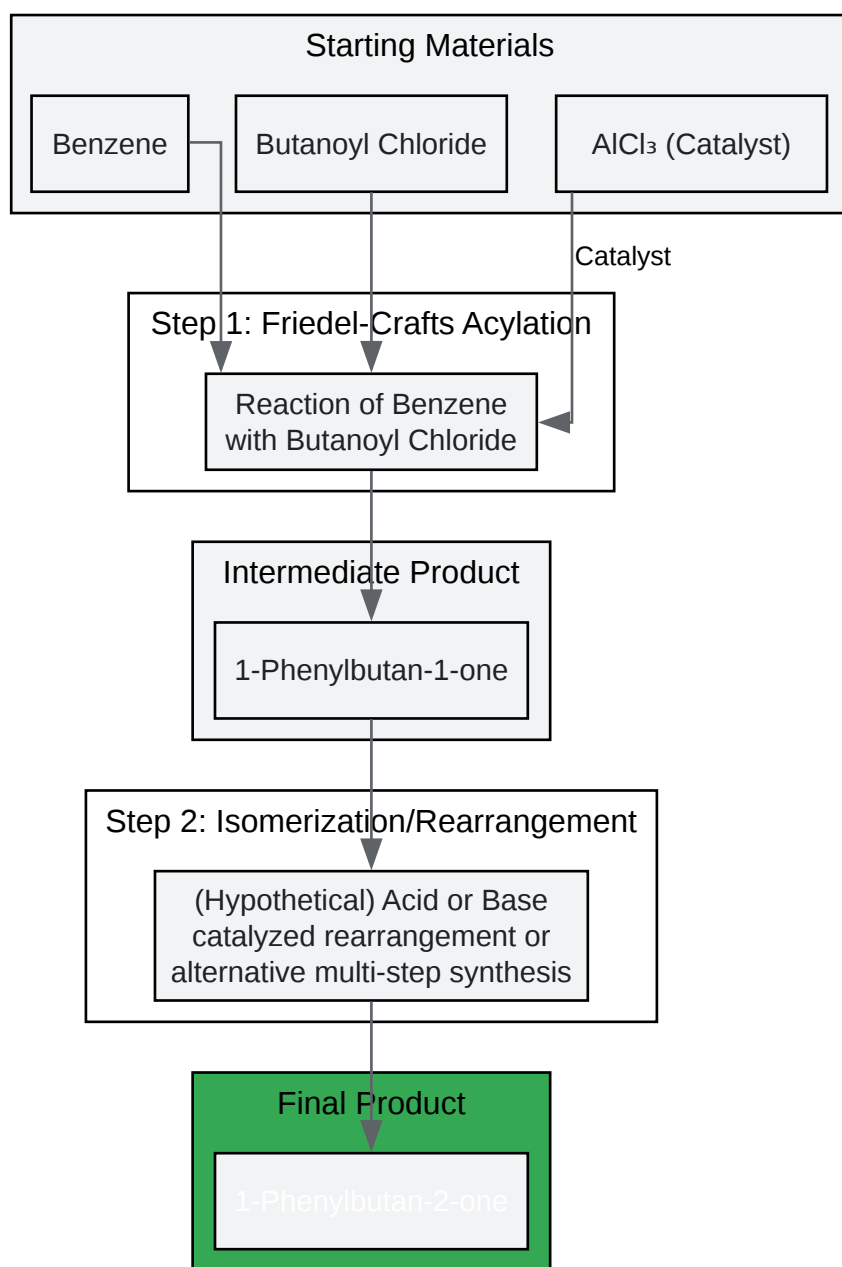 Starting Materials
Benzene
Butanoyl Chloride
AlCl₃ (Catalyst)
Catalyst
Step 1: Friedel-Crafts Acylation
Reaction of Benzene
with Butanoyl Chloride
Intermediate Product
1-Phenylbutan-1-one
Step 2: Isomerization/Rearrangement
(Hypothetical) Acid or Base
catalyzed rearrangement or
alternative multi-step synthesis
Final Product
1-Phenylbutan-2-one